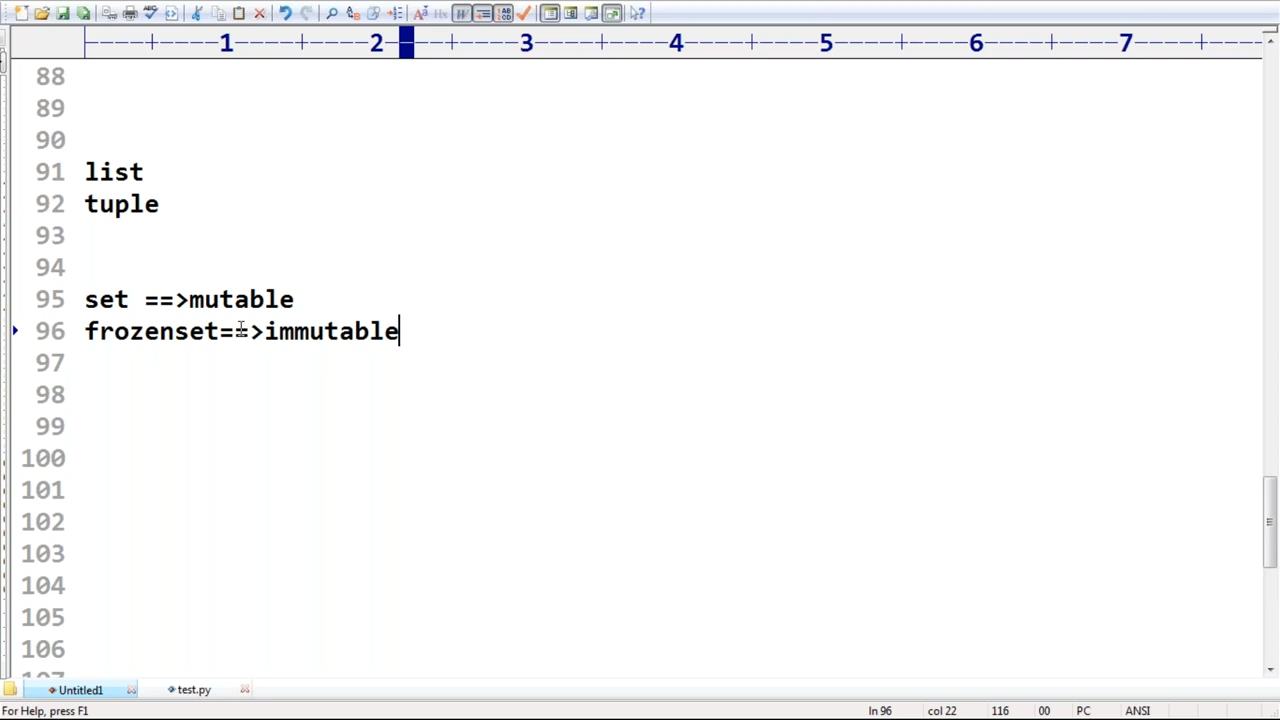 1 2 3 4 5 6 7
88
89
90
91 list
92 tuple
93
94
95 set ==>mutable
96 frozenset==>immutable
97
98
99
100
101
102
103
104
105
106
Untitled1 test.py
For Help, press F1 ln 96 col 22 116 00 PC ANSI